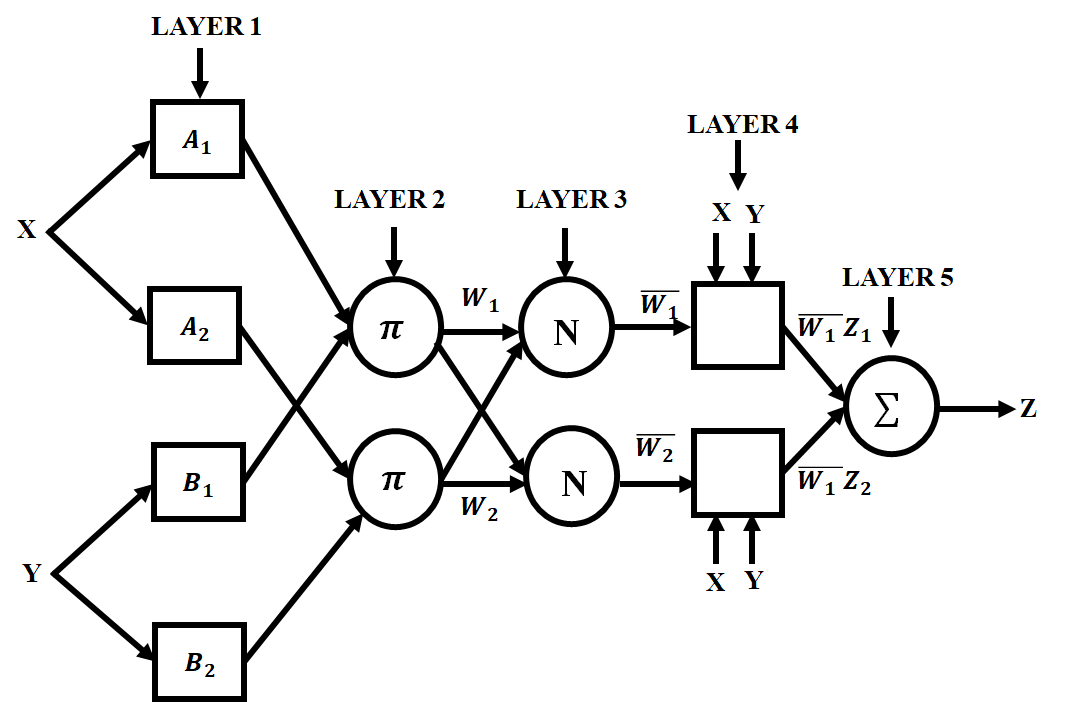 LAYER 1
A₁
LAYER 4
LAYER 2
LAYER 3
X Y
X
LAYER 5
W₁
W̅₁
π
N
W̅₁ Z₁
A₂
Σ
Z
W̅₂
B₁
π
N
W̅₁ Z₂
W₂
Y
X Y
B₂